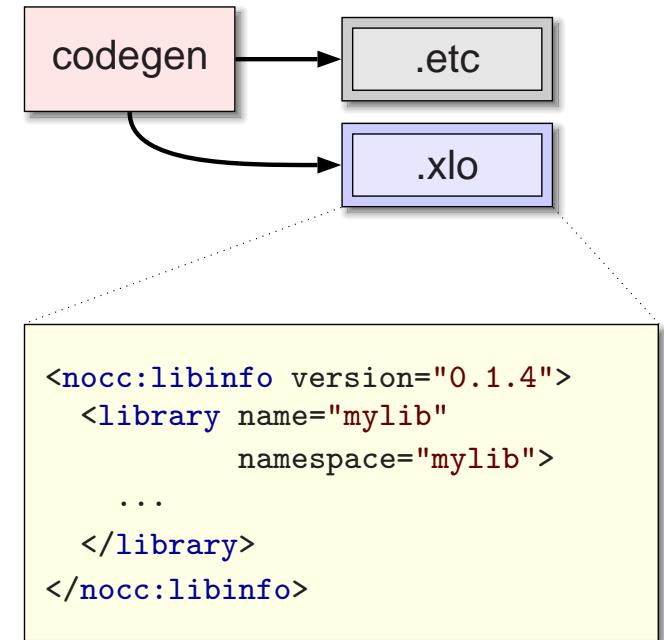 codegen
.etc
.xlo
<nocc:libinfo version="0.1.4">
<library name="mylib"
namespace="mylib">
...
</library>
</nocc:libinfo>